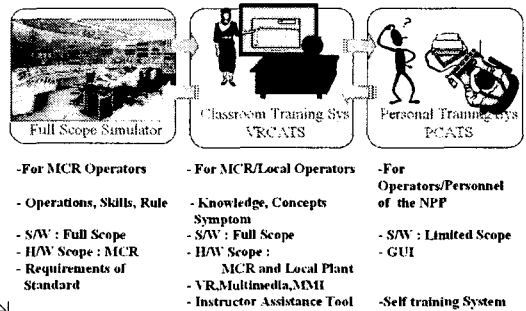 ?
Full Scope Simulator
Classroom Training Sys
VRCATS
Personal Training Sys
PCATS
-For MCR Operators
- Operations, Skills, Rule
- S/W : Full Scope
- H/W Scope : MCR
- Requirements of
Standard
- For MCR/Local Operators
- Knowledge, Concepts
Symptom
- S/W : Full Scope
- H/W Scope :
MCR and Local Plant
- VR,Multimedia,MMI
- Instructor Assistance Tool
-For
Operators/Personnel
of the NPP
- S/W : Limited Scope
- GUI
-Self training System